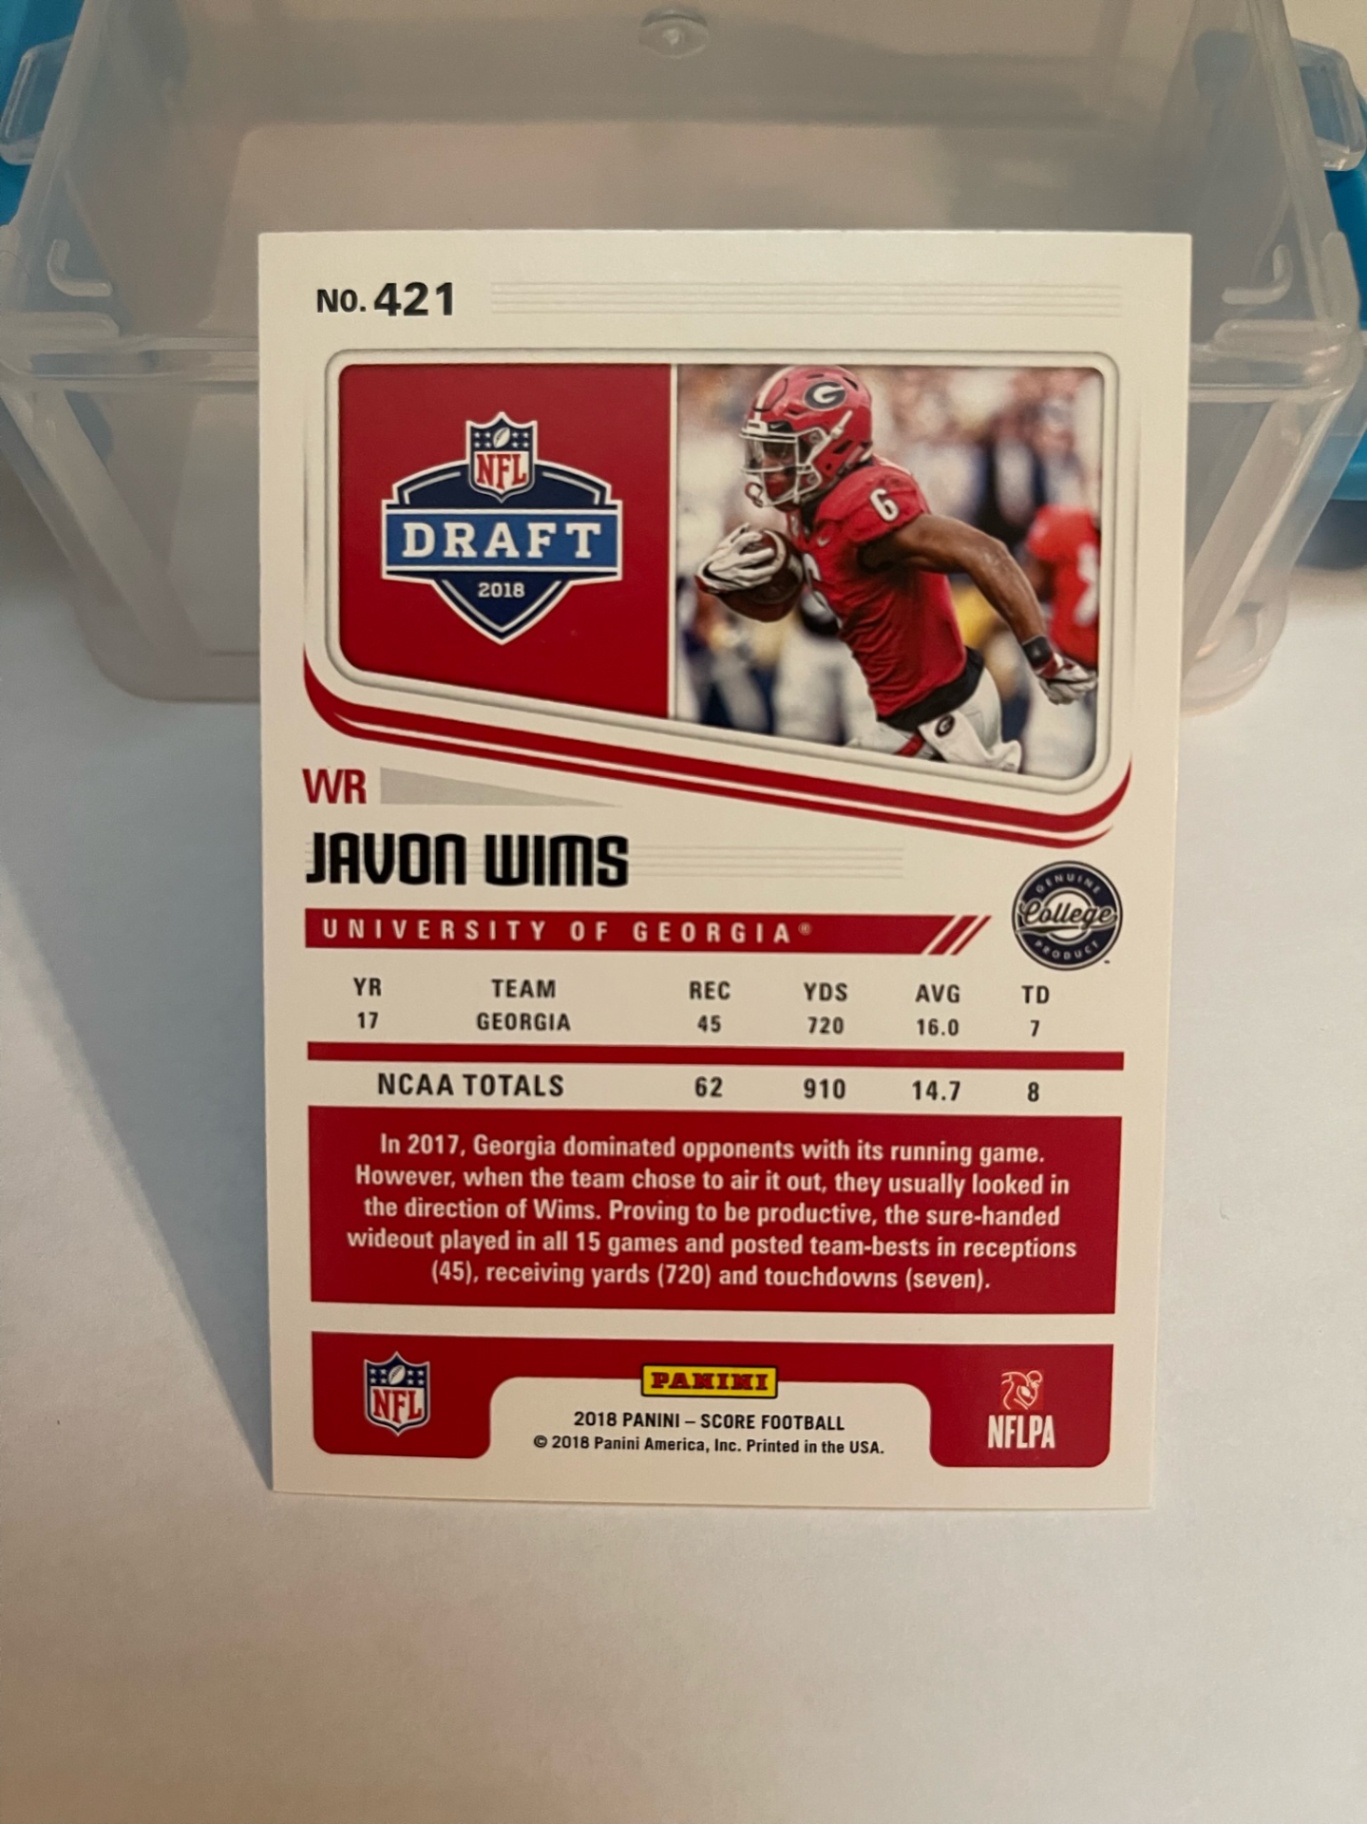 NO. 421
NFL
DRAFT
2018
G
6
WR
JAVON WIMS
GENUINE
College
PRODUCT
UNIVERSITY OF GEORGIA®
YR TEAM REC YDS AVG TD
17 GEORGIA 45 720 16.0 7
NCAA TOTALS 62 910 14.7 8
In 2017, Georgia dominated opponents with its running game.
However, when the team chose to air it out, they usually looked in
the direction of Wims. Proving to be productive, the sure-handed
wideout played in all 15 games and posted team-bests in receptions
(45), receiving yards (720) and touchdowns (seven).
NFL
PANINI
2018 PANINI – SCORE FOOTBALL
© 2018 Panini America, Inc. Printed in the USA.
NFLPA